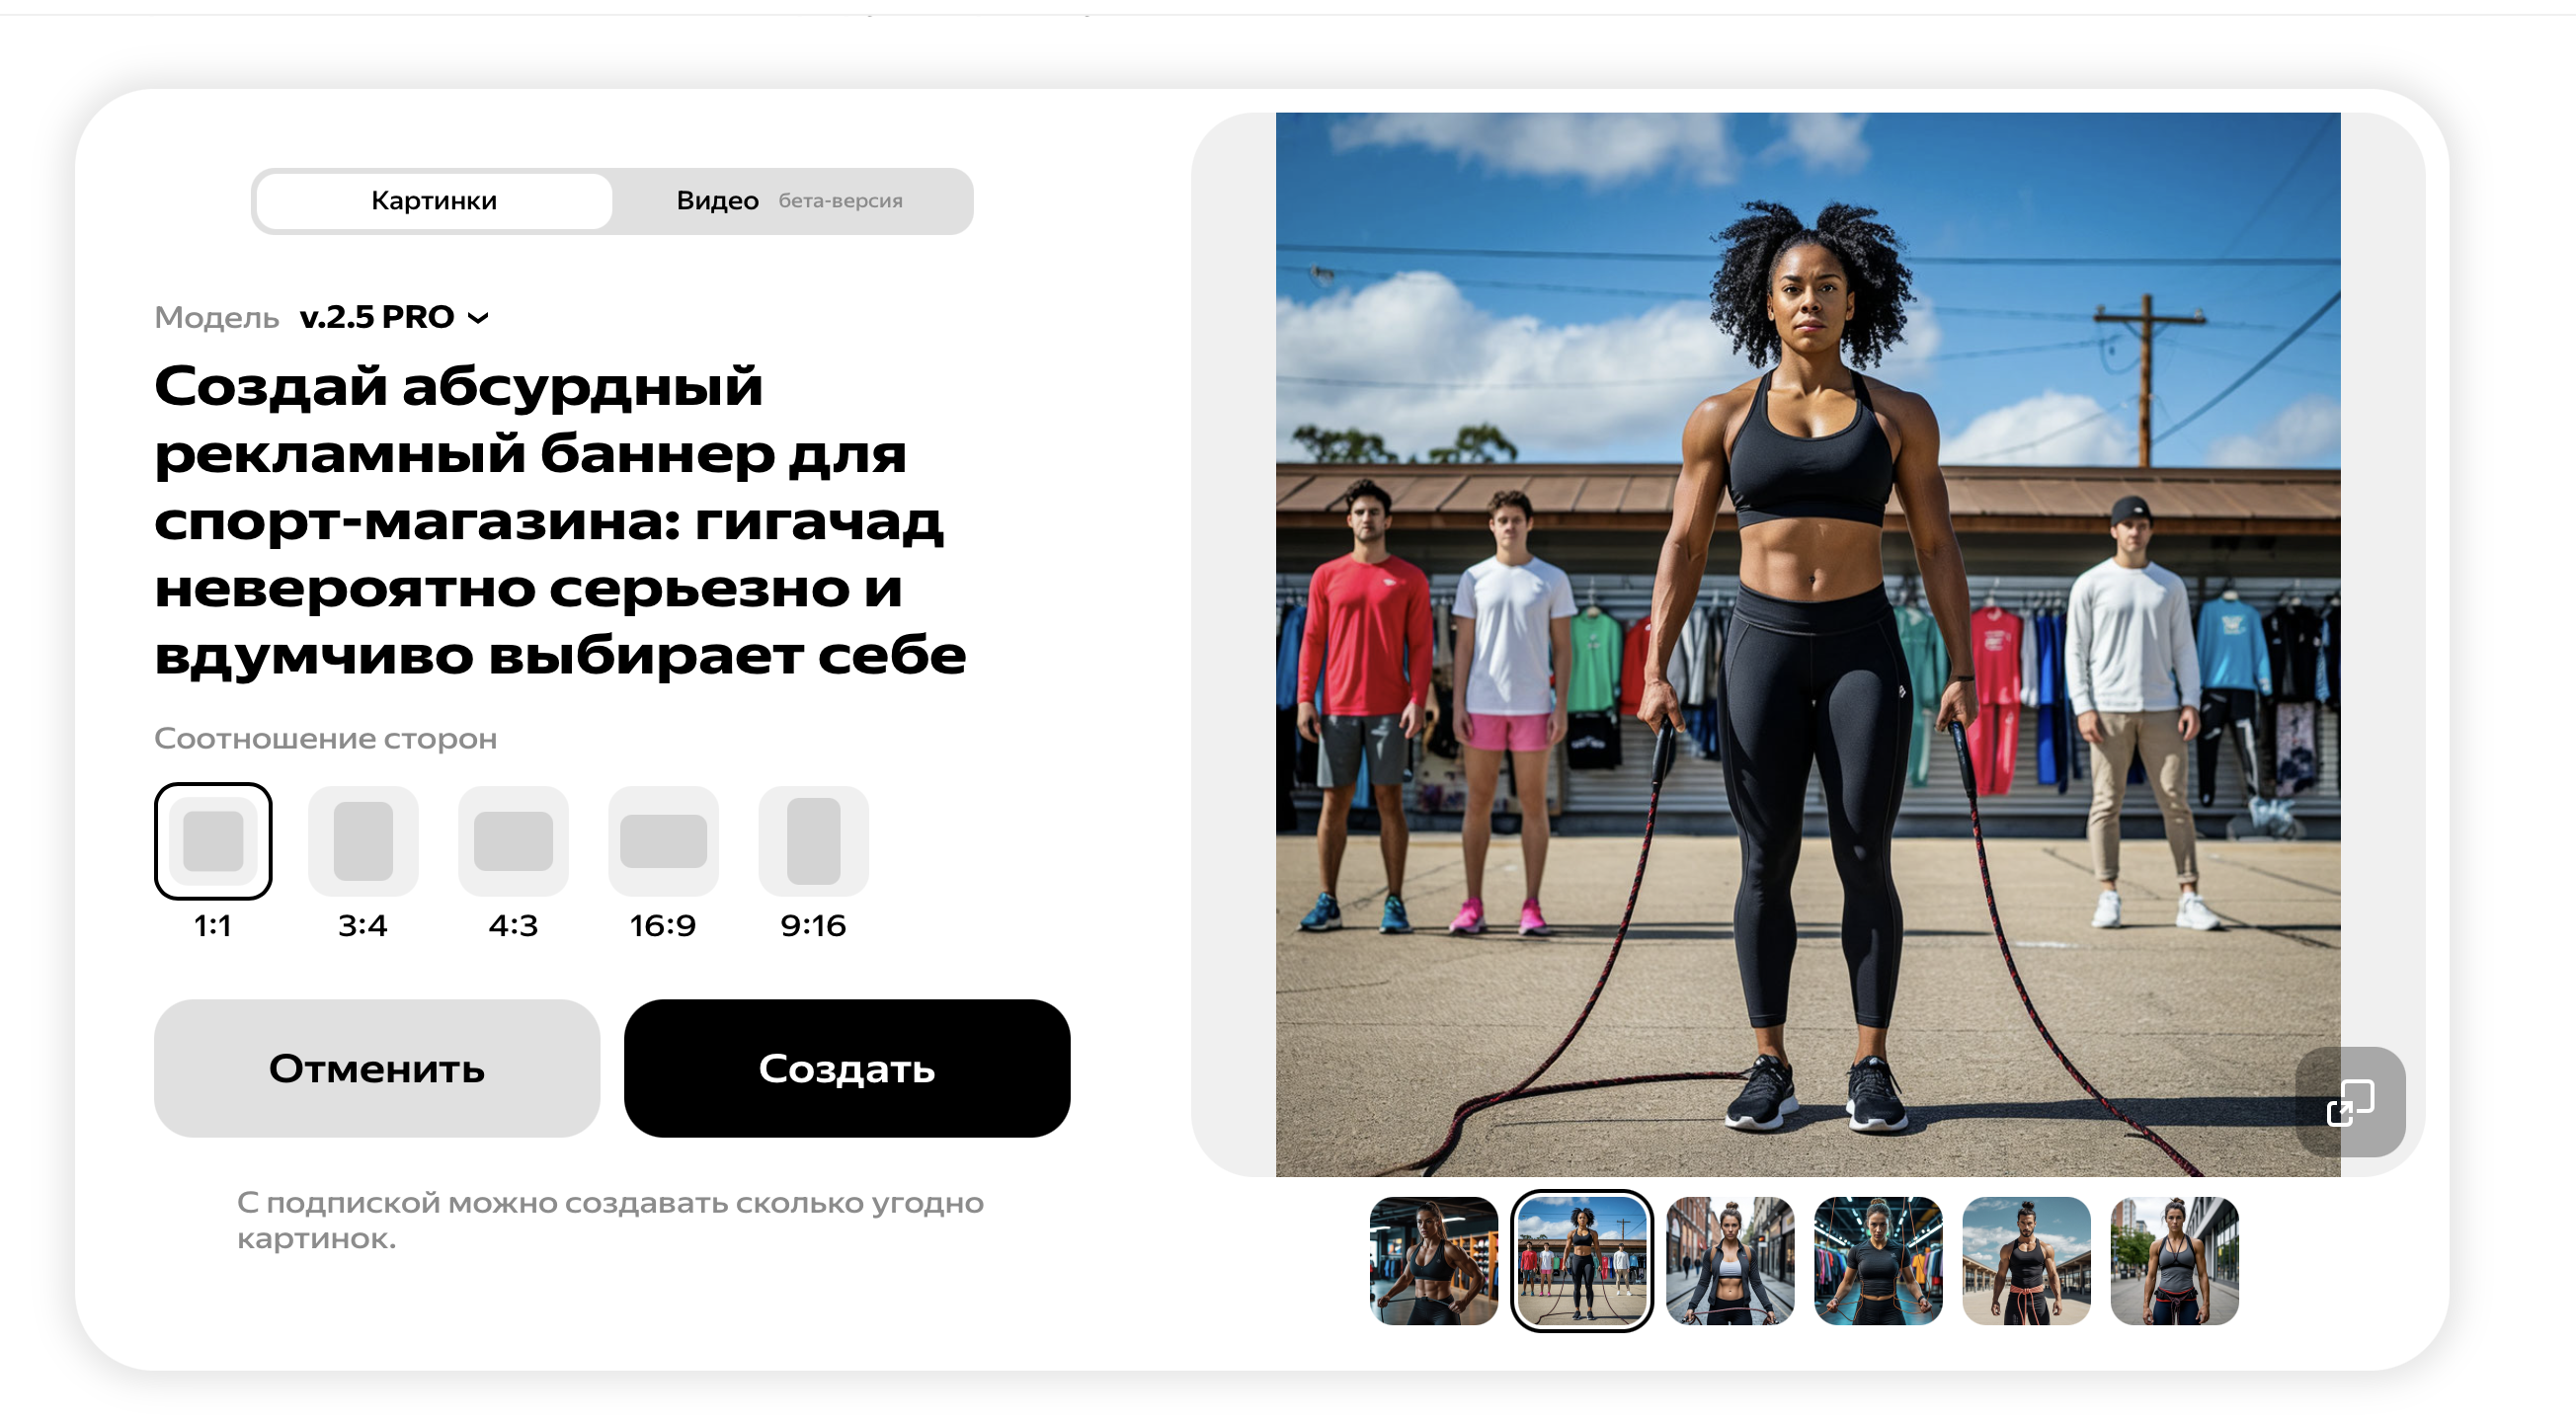 Картинки
Видео бета-версия
Модель v.2.5 PRO
Создай абсурдный
рекламный баннер для
спорт-магазина: гигачад
невероятно серьезно и
вдумчиво выбирает себе
Соотношение сторон
1:1 3:4 4:3 16:9 9:16
Отменить Создать
С подпиской можно создавать сколько угодно
картинок.